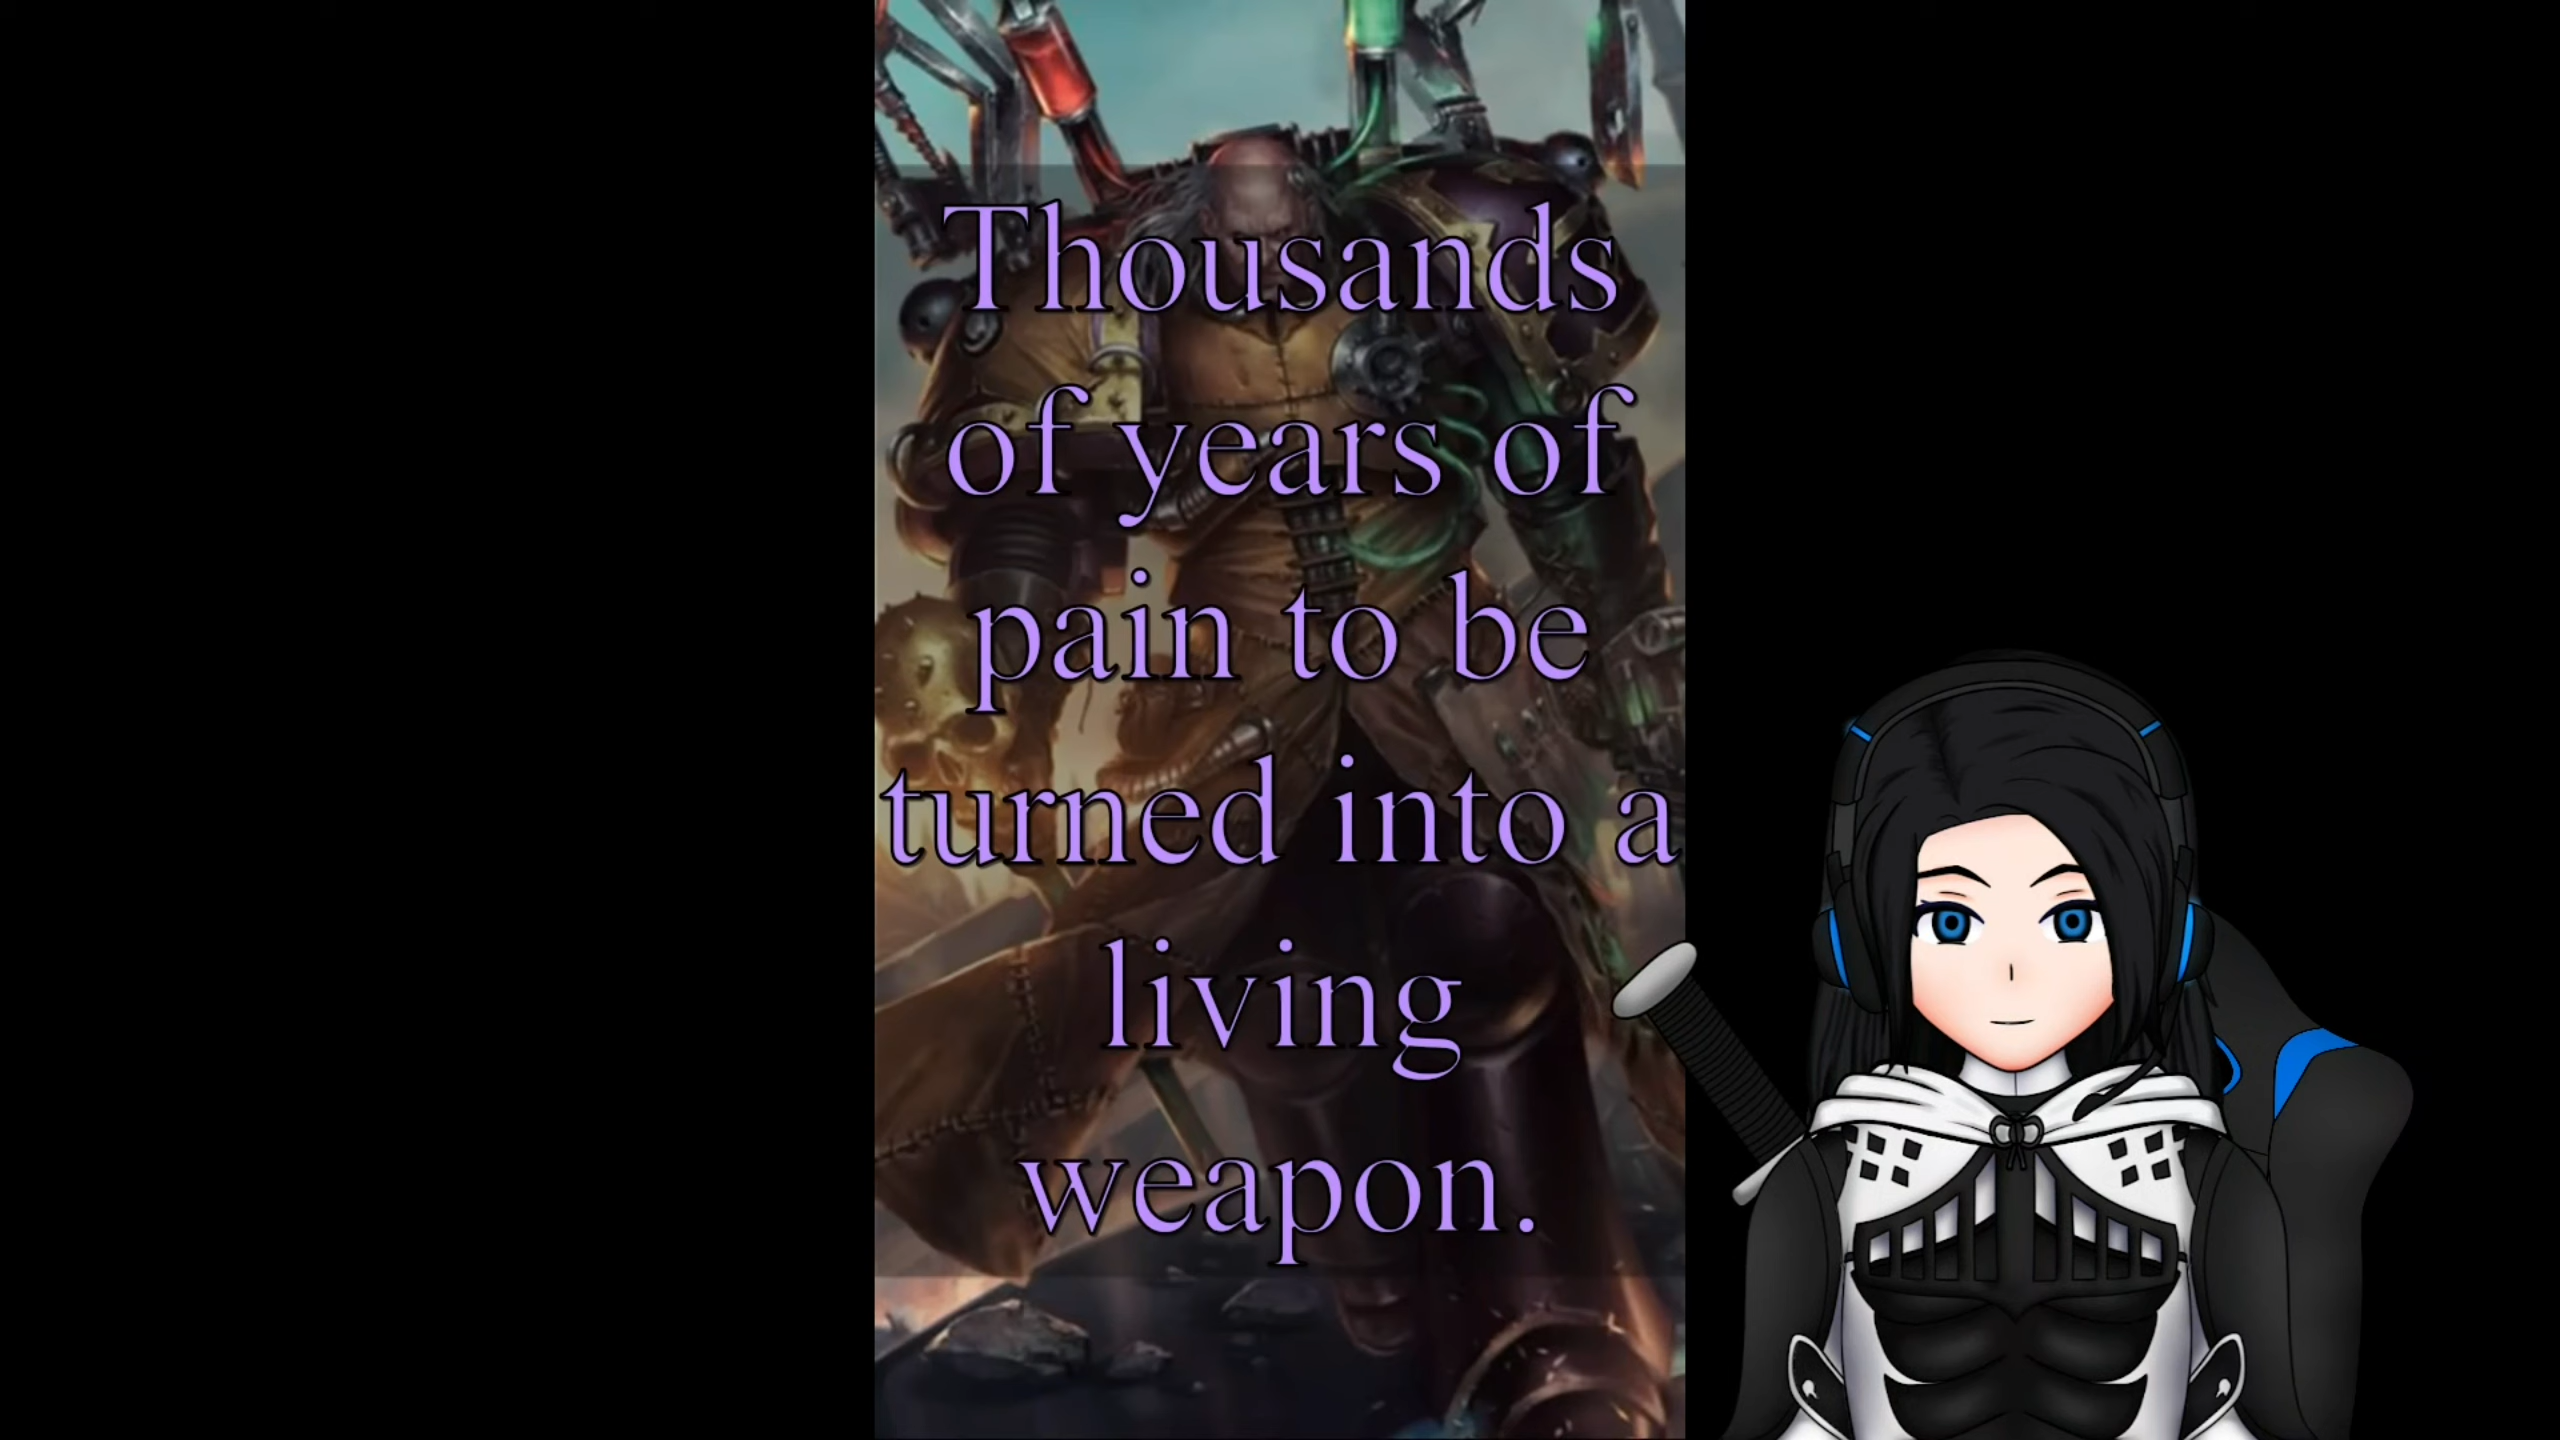 Thousands
of years of
pain to be
turned into a
living
weapon.